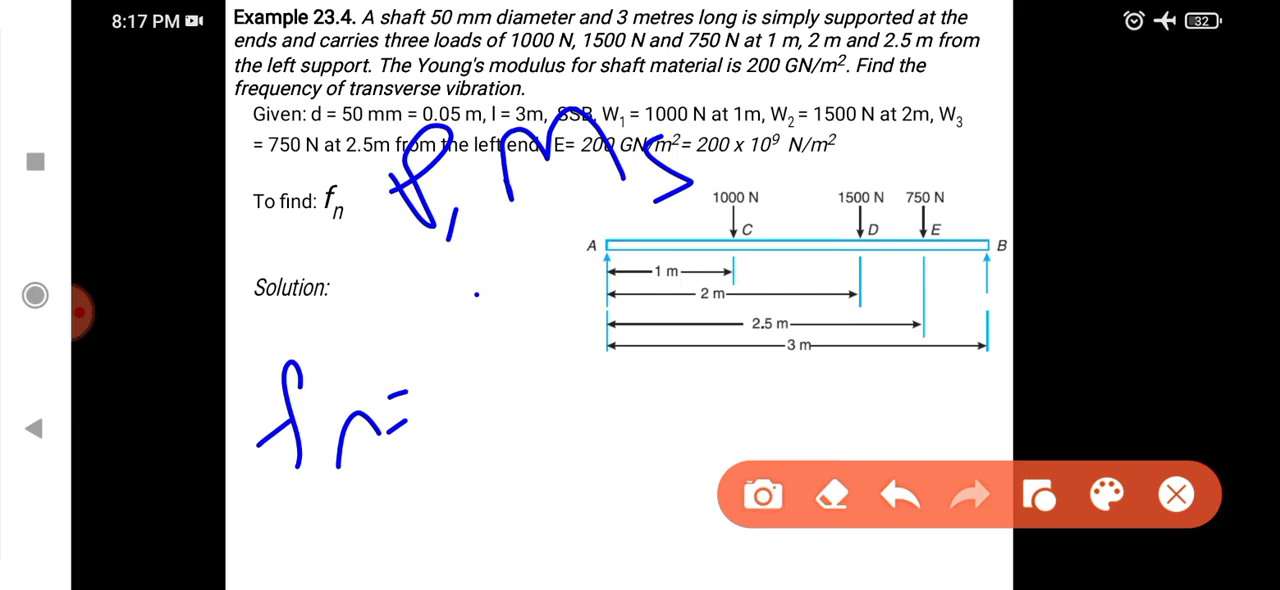 8:17 PM
32
Example 23.4. A shaft 50 mm diameter and 3 metres long is simply supported at the
ends and carries three loads of 1000 N, 1500 N and 750 N at 1 m, 2 m and 2.5 m from
the left support. The Young's modulus for shaft material is 200 GN/m². Find the
frequency of transverse vibration.
Given: d = 50 mm = 0.05 m, l = 3m, SSB, W₁ = 1000 N at 1m, W₂ = 1500 N at 2m, W₃
= 750 N at 2.5m from the left end, E= 200 GN/m²= 200 x 10⁹ N/m²
To find: fₙ
1000 N 1500 N 750 N
C D E
A B
1 m
2 m
Solution:
2.5 m
3 m
fn=